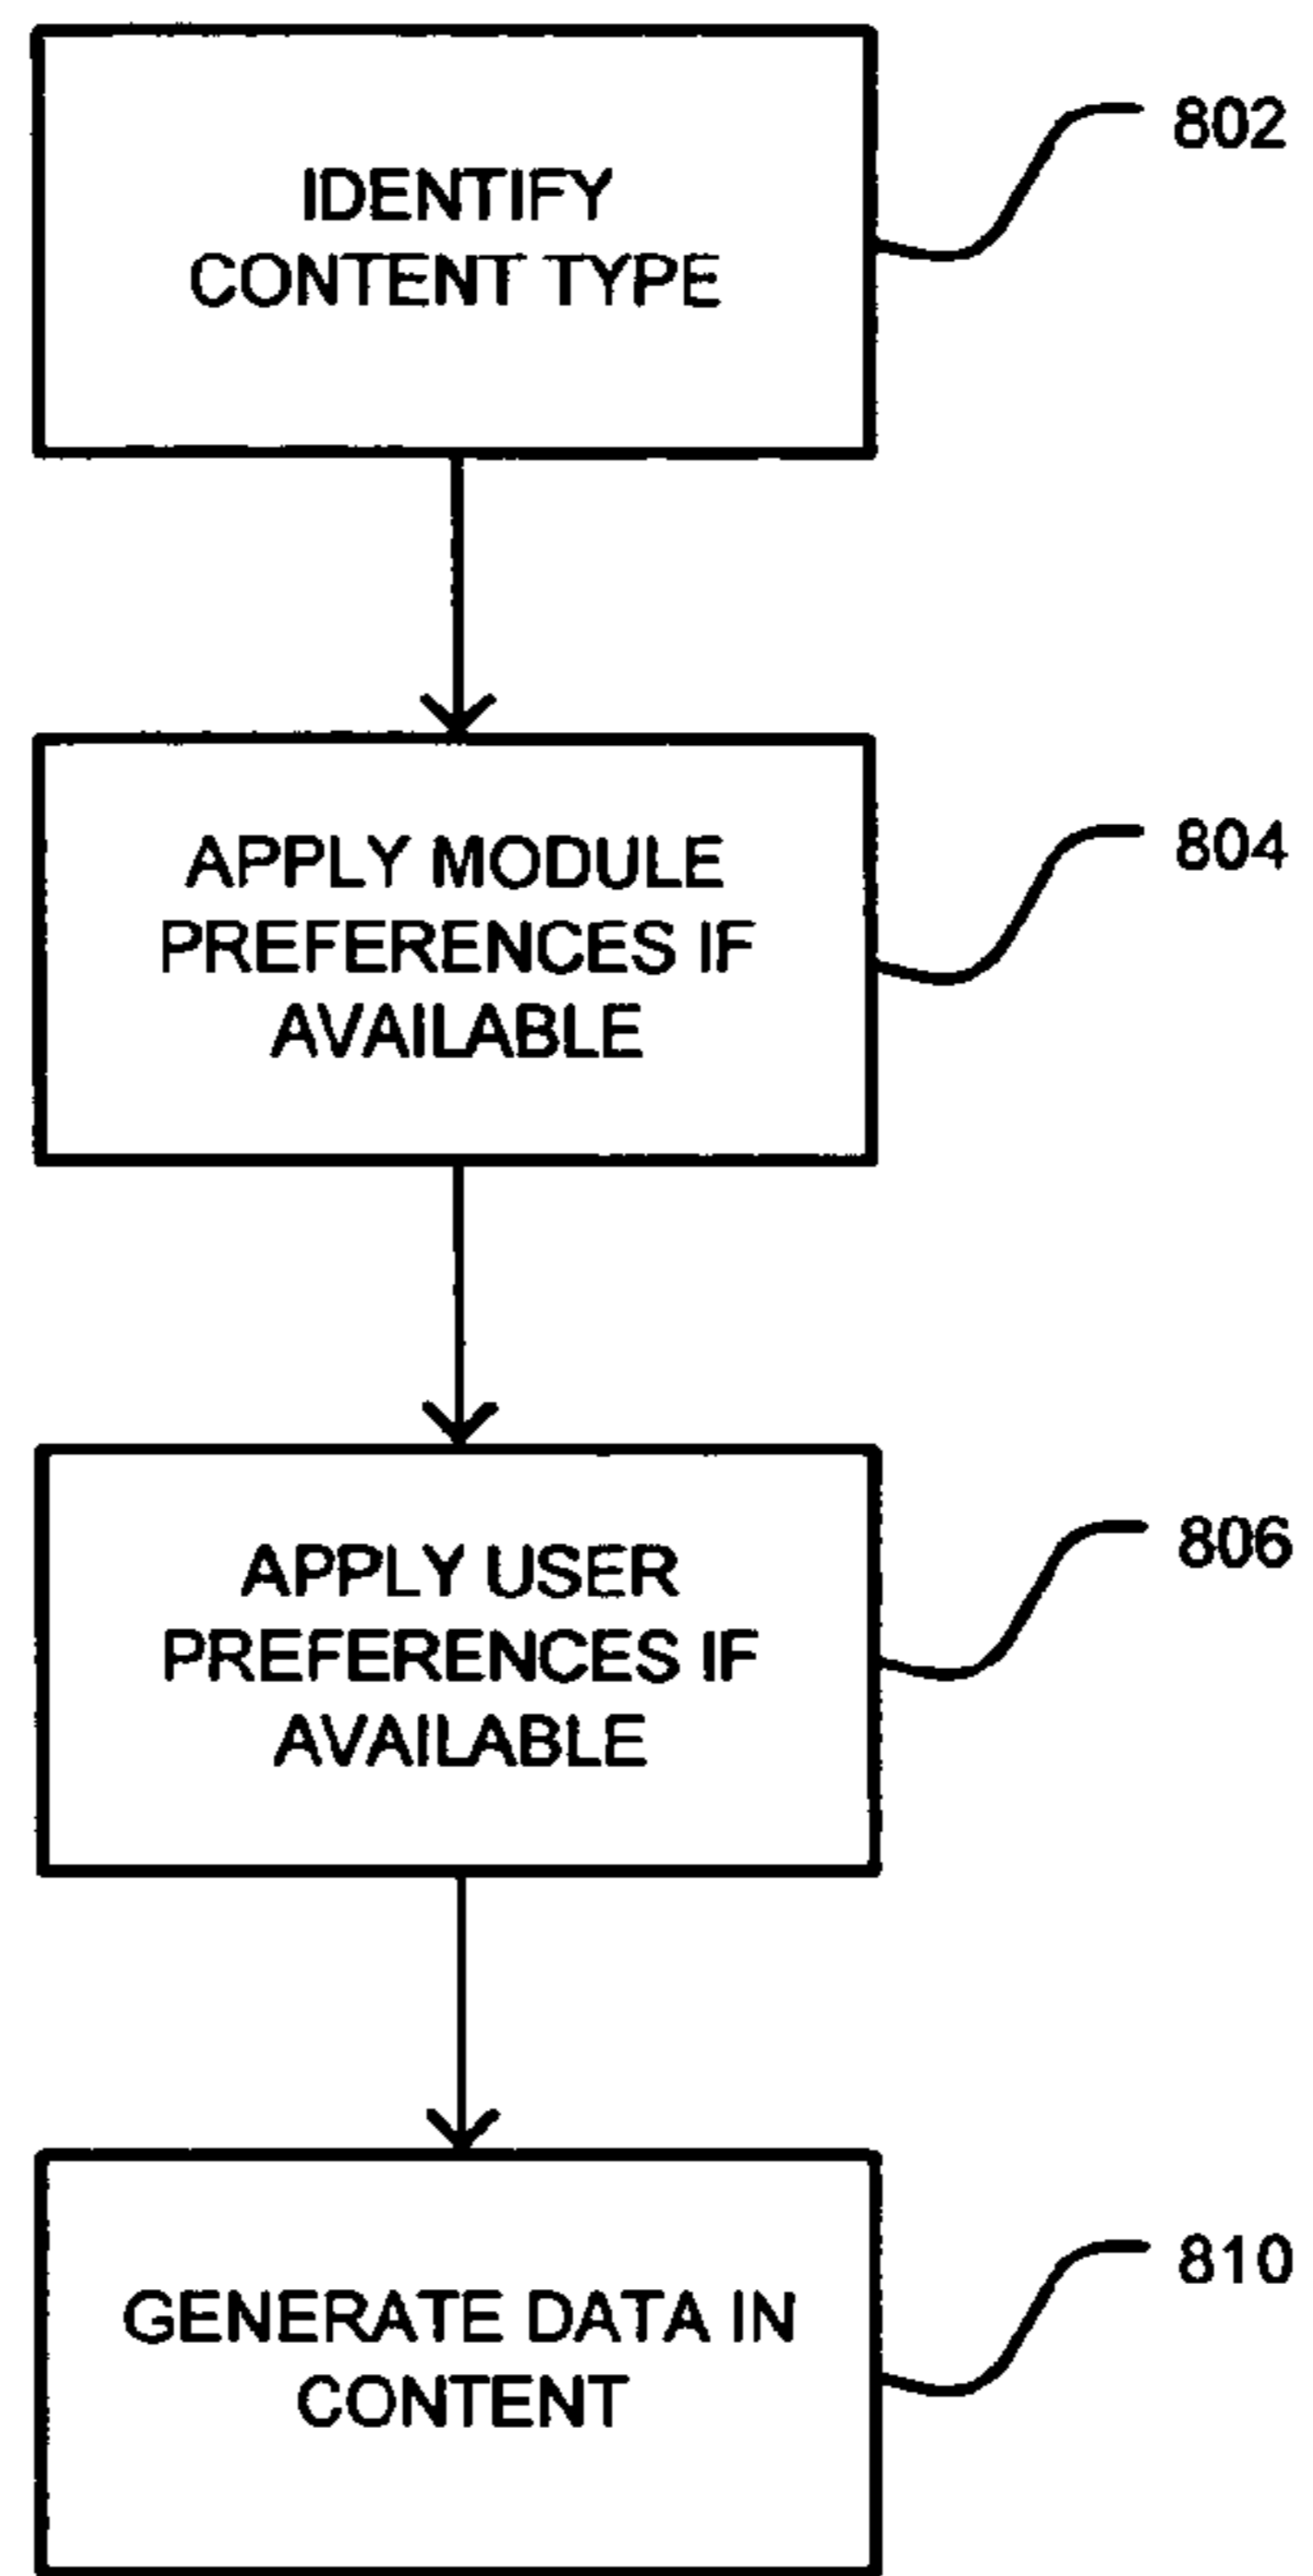 IDENTIFY
CONTENT TYPE
802
APPLY MODULE
PREFERENCES IF
AVAILABLE
804
APPLY USER
PREFERENCES IF
AVAILABLE
806
GENERATE DATA IN
CONTENT
810